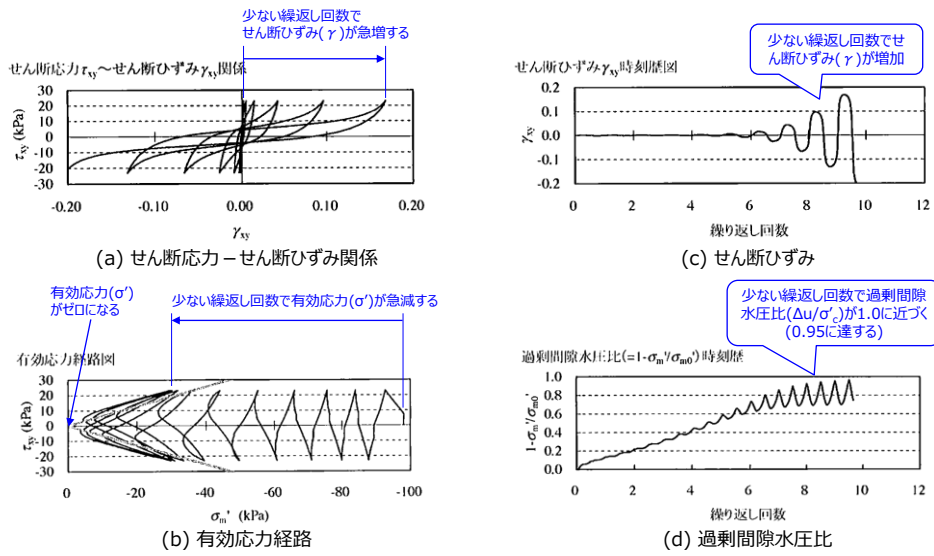 少ない繰返し回数で
せん断ひずみ(γ)が急増する
せん断応力τxy～せん断ひずみγxy関係
30
20
10
0
-10
-20
-30
τxy (kPa)
-0.20
-0.10
0.00
0.10
0.20
γxy
(a) せん断応力－せん断ひずみ関係
少ない繰返し回数でせ
ん断ひずみ(γ)が増加
せん断ひずみγxy時刻歴図
0.2
0.1
0.0
-0.1
-0.2
γxy
0
2
4
6
8
10
12
繰り返し回数
(c) せん断ひずみ
有効応力(σ')
がゼロになる
少ない繰返し回数で有効応力(σ')が急減する
有効応力経路図
30
20
10
0
-10
-20
-30
τxy (kPa)
0
-20
-40
-60
-80
-100
σm' (kPa)
(b) 有効応力経路
少ない繰返し回数で過剰間隙
水圧比(Δu/σ'c)が1.0に近づく
(0.95に達する)
過剰間隙水圧比(=1-σm'/σm0')時刻歴
1.0
0.8
0.6
0.4
0.2
0.0
1-σm'/σm0'
0
2
4
6
8
10
12
繰り返し回数
(d) 過剰間隙水圧比